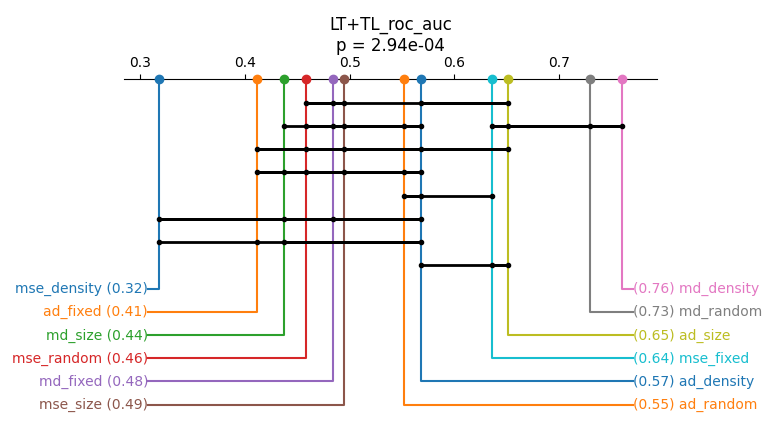 LT+TL_roc_auc
p = 2.94e-04
0.3 0.4 0.5 0.6 0.7
mse_density (0.32) (0.76) md_density
ad_fixed (0.41) (0.73) md_random
md_size (0.44) (0.65) ad_size
mse_random (0.46) (0.64) mse_fixed
md_fixed (0.48) (0.57) ad_density
mse_size (0.49) (0.55) ad_random